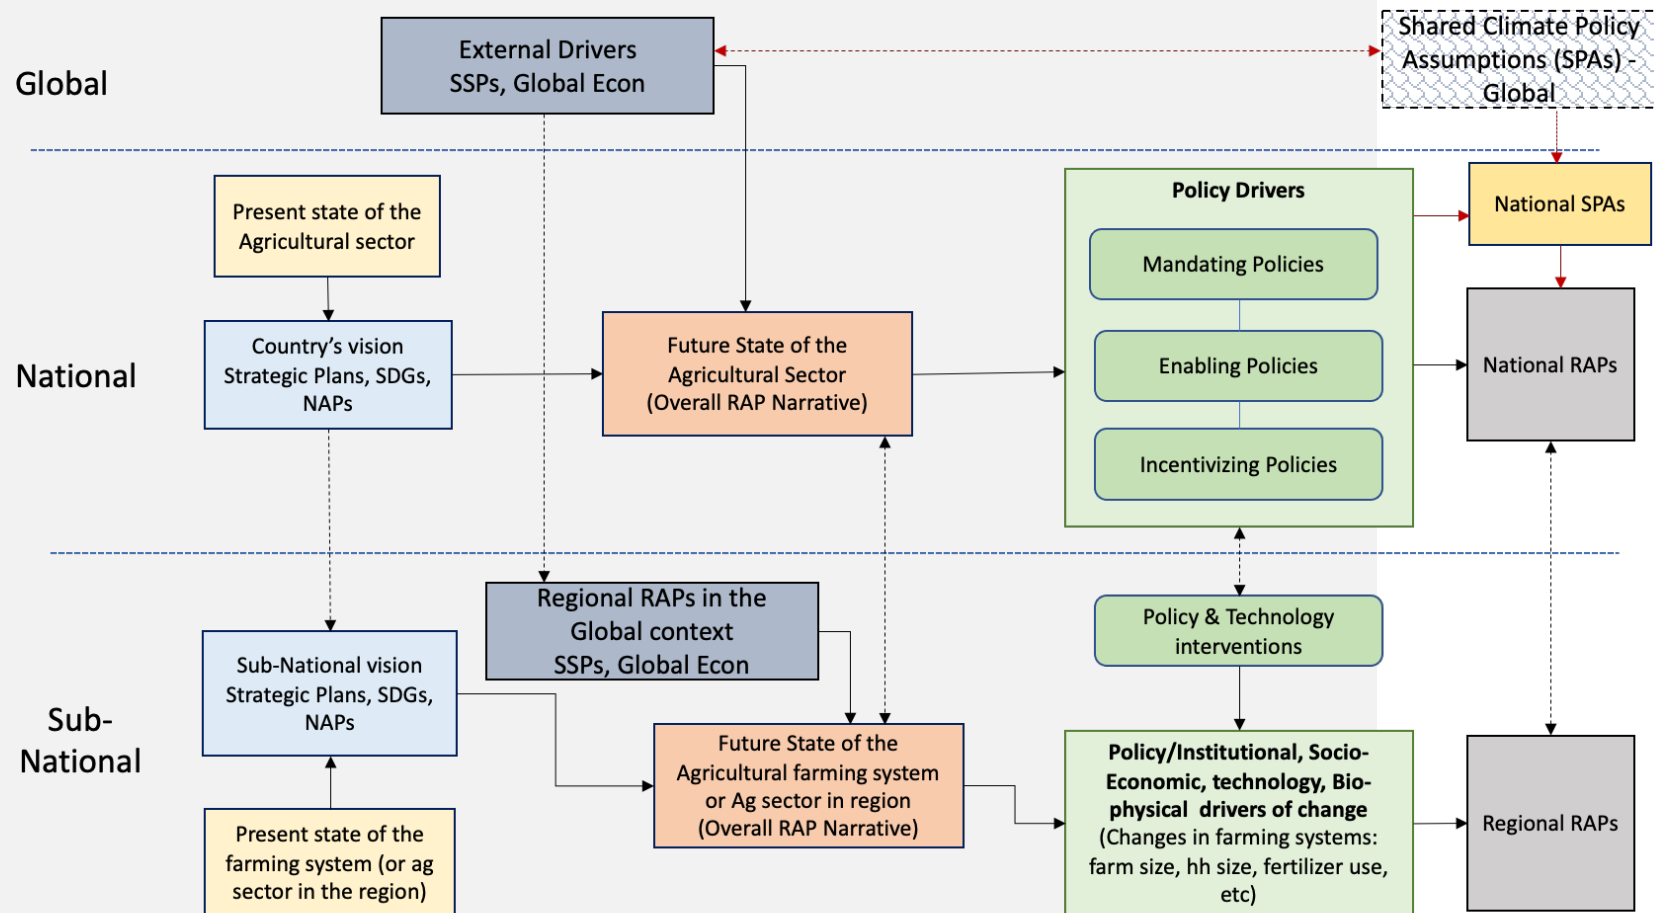 Global
External Drivers
SSPs, Global Econ
Shared Climate Policy
Assumptions (SPAs) -
Global
National
Present state of the
Agricultural sector
Country’s vision
Strategic Plans, SDGs,
NAPs
Future State of the
Agricultural Sector
(Overall RAP Narrative)
Policy Drivers
Mandating Policies
Enabling Policies
Incentivizing Policies
National SPAs
National RAPs
Sub-
National
Sub-National vision
Strategic Plans, SDGs,
NAPs
Present state of the
farming system (or ag
sector in the region)
Regional RAPs in the
Global context
SSPs, Global Econ
Future State of the
Agricultural farming system
or Ag sector in region
(Overall RAP Narrative)
Policy & Technology
interventions
Policy/Institutional, Socio-
Economic, technology, Bio-
physical drivers of change
(Changes in farming systems:
farm size, hh size, fertilizer use,
etc)
Regional RAPs